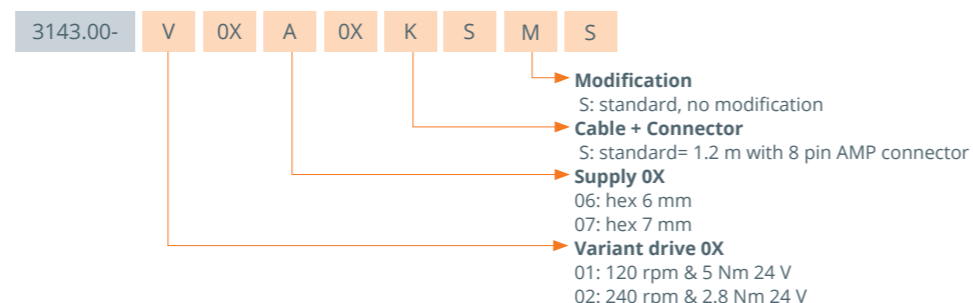 3143.00- V 0X A 0X K S M S
Modification
S: standard, no modification
Cable + Connector
S: standard= 1.2 m with 8 pin AMP connector
Supply 0X
06: hex 6 mm
07: hex 7 mm
Variant drive 0X
01: 120 rpm & 5 Nm 24 V
02: 240 rpm & 2.8 Nm 24 V